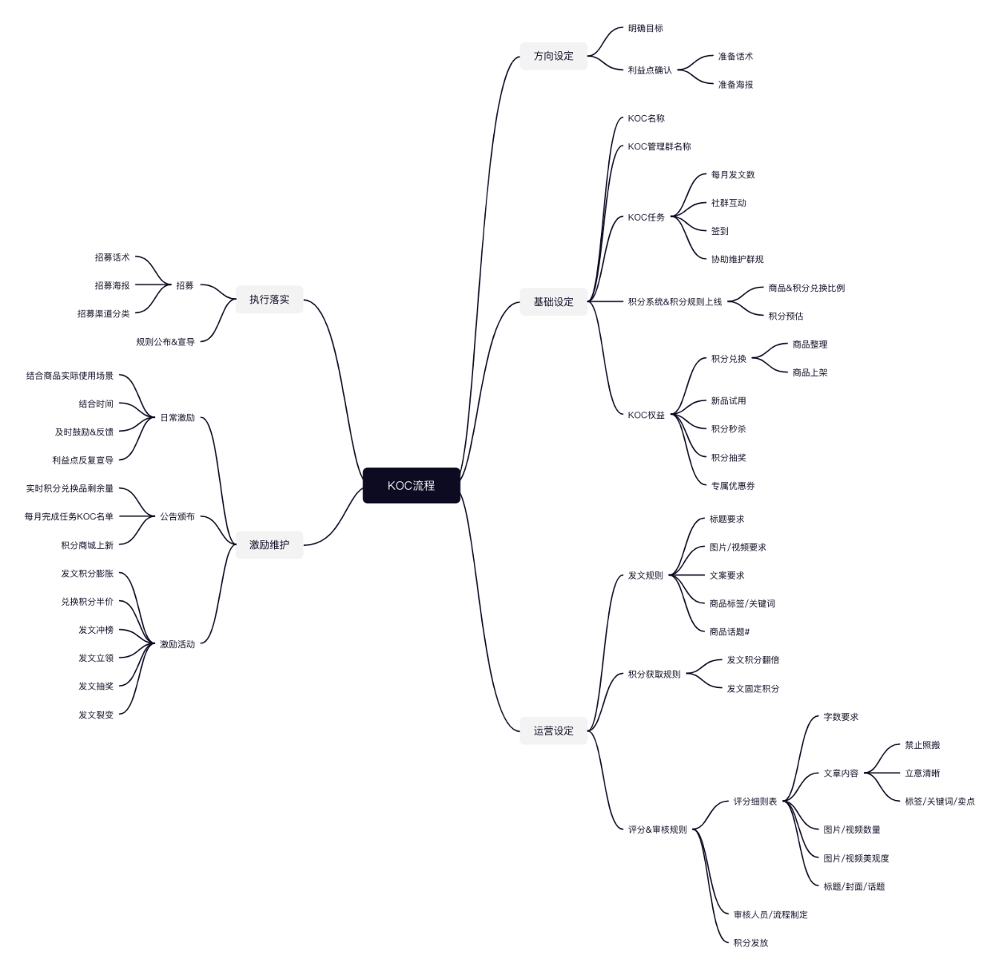 KOC流程
方向设定
明确目标
利益点确认
准备话术
准备海报
基础设定
KOC名称
KOC管理群名称
KOC任务
每月发文数
社群互动
签到
协助维护群规
积分系统&积分规则上线
商品&积分兑换比例
积分预估
KOC权益
积分兑换
商品整理
商品上架
新品试用
积分秒杀
积分抽奖
专属优惠券
运营设定
发文规则
标题要求
图片/视频要求
文案要求
商品标签/关键词
商品话题#
积分获取规则
发文积分翻倍
发文固定积分
评分&审核规则
评分细则表
字数要求
文章内容
禁止照搬
立意清晰
标签/关键词/卖点
图片/视频数量
图片/视频美观度
标题/封面/话题
审核人员/流程制定
积分发放
执行落实
招募
招募话术
招募海报
招募渠道分类
规则公布&宣导
激励维护
日常激励
结合商品实际使用场景
结合时间
及时鼓励&反馈
利益点反复宣导
公告颁布
实时积分兑换品剩余量
每月完成任务KOC名单
积分商城上新
激励活动
发文积分膨胀
兑换积分半价
发文冲榜
发文立领
发文抽奖
发文裂变